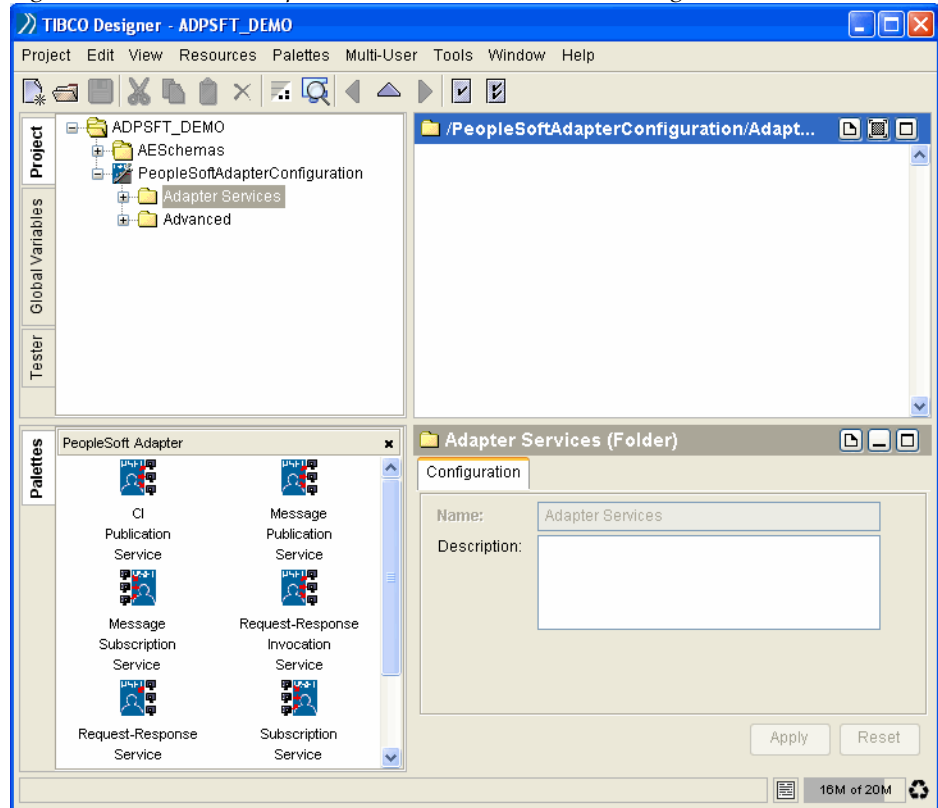 TIBCO Designer - ADPSFT_DEMO
Project Edit View Resources Palettes Multi-User Tools Window Help
Project
Global Variables
Tester
ADPSFT_DEMO
AESchemas
PeopleSoftAdapterConfiguration
Adapter Services
Advanced
/PeopleSoftAdapterConfiguration/Adapt...
Palettes
PeopleSoft Adapter
CI
Publication
Service
Message
Publication
Service
Message
Subscription
Service
Request-Response
Invocation
Service
Request-Response
Service
Subscription
Service
Adapter Services (Folder)
Configuration
Name: Adapter Services
Description:
Apply Reset
16M of 20M